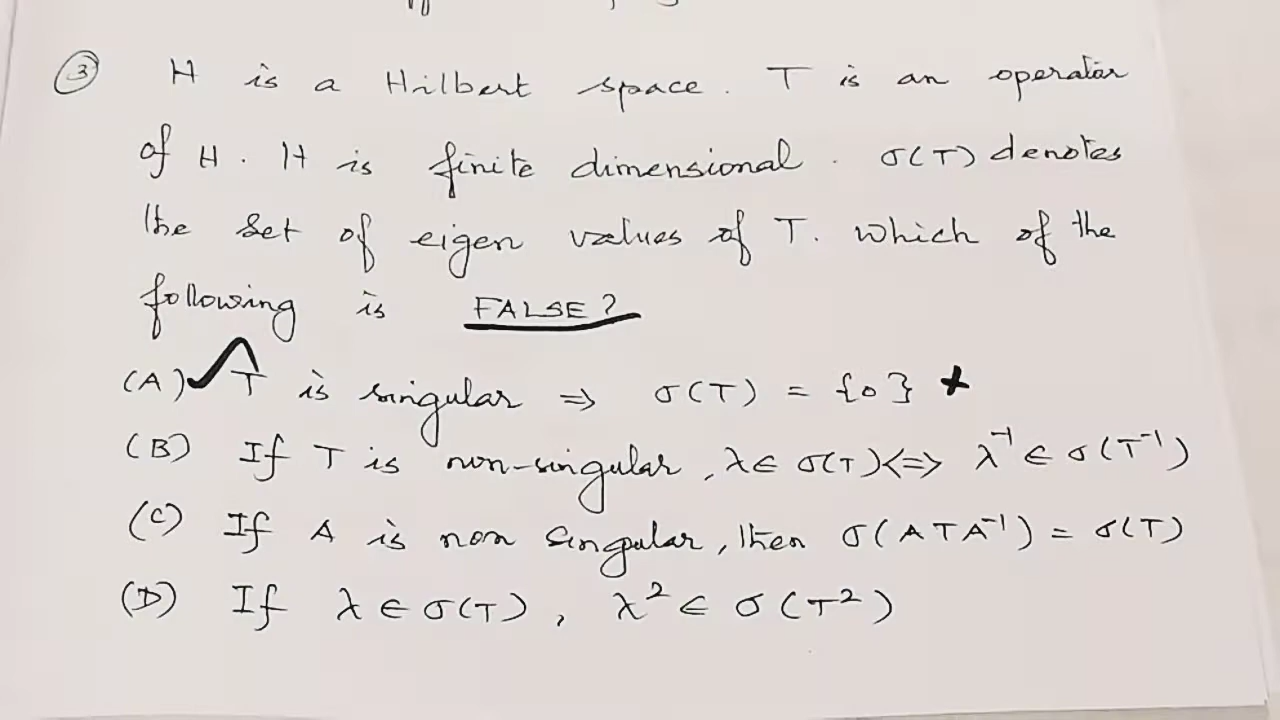 ③ H is a Hilbert space. T is an operator
of H. H is finite dimensional. σ(T) denotes
the set of eigen values of T. which of the
following is FALSE?
(A) ✓ T is singular ⇒ σ(T) = {0} ✗
(B) If T is non-singular, λ ∈ σ(T) <=> λ⁻¹ ∈ σ(T⁻¹)
(C) If A is non singular, then σ(ATA⁻¹) = σ(T)
(D) If λ ∈ σ(T), λ² ∈ σ(T²)